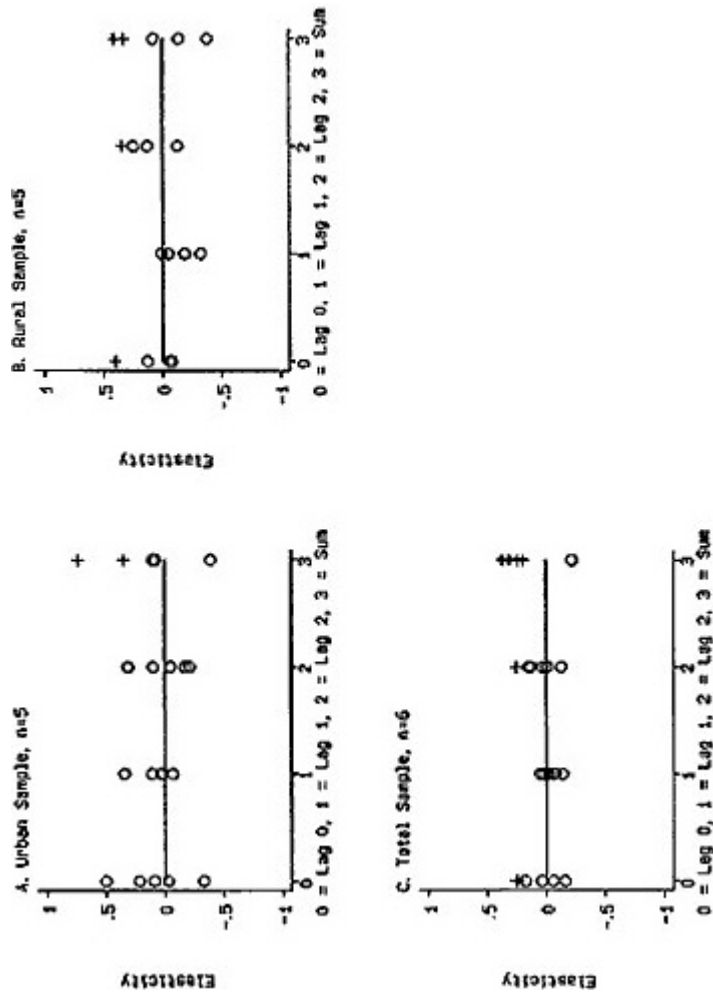 A. Urban Sample, n=5
Elasticity
1
.5
0
-.5
-1
0 1 2 3
0 = Lag 0, 1 = Lag 1, 2 = Lag 2, 3 = Sum
B. Rural Sample, n=5
Elasticity
1
.5
0
-.5
-1
0 1 2 3
0 = Lag 0, 1 = Lag 1, 2 = Lag 2, 3 = Sum
C. Total Sample, n=6
Elasticity
1
.5
0
-.5
-1
0 1 2 3
0 = Lag 0, 1 = Lag 1, 2 = Lag 2, 3 = Sum